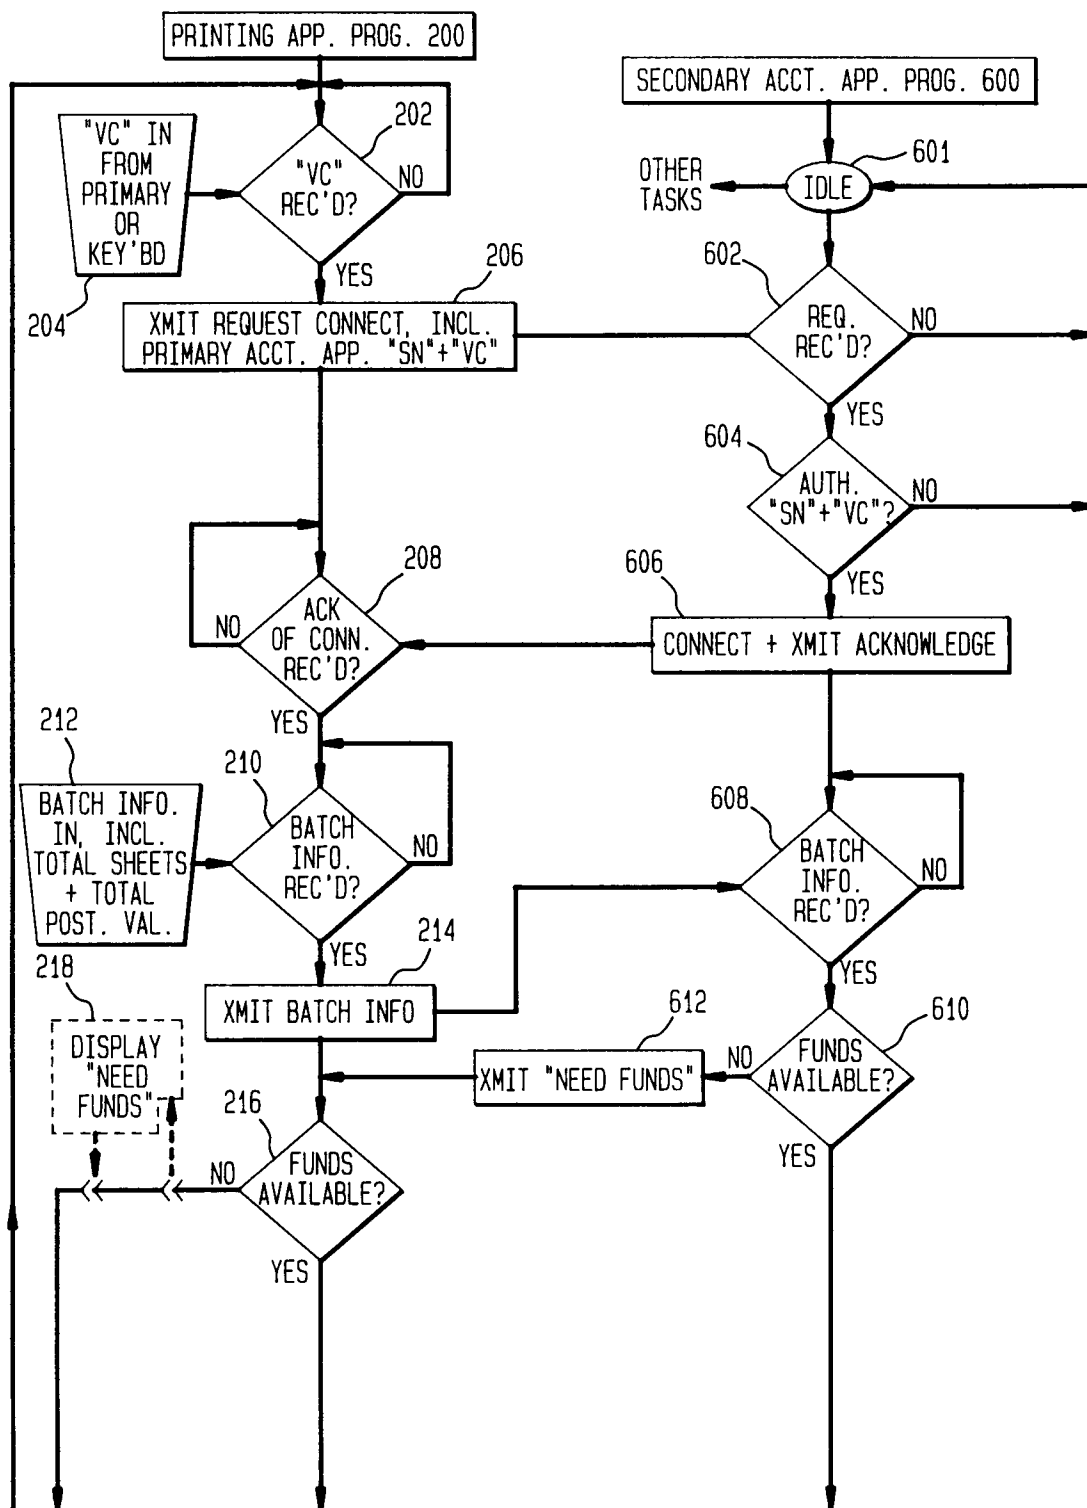 PRINTING APP. PROG. 200
SECONDARY ACCT. APP. PROG. 600
"VC" IN
FROM
PRIMARY
OR
KEY'BD
204
202
"VC"
REC'D?
NO
YES
OTHER
TASKS
601
IDLE
206
XMIT REQUEST CONNECT, INCL.
PRIMARY ACCT. APP. "SN"+"VC"
602
REQ.
REC'D?
NO
YES
604
AUTH.
"SN"+"VC"?
NO
YES
208
ACK
OF CONN.
REC'D?
NO
YES
606
CONNECT + XMIT ACKNOWLEDGE
212
BATCH INFO.
IN, INCL.
TOTAL SHEETS
+ TOTAL
POST. VAL.
210
BATCH
INFO.
REC'D?
NO
YES
608
BATCH
INFO.
REC'D?
NO
YES
214
XMIT BATCH INFO
218
DISPLAY
"NEED
FUNDS"
612
XMIT "NEED FUNDS"
610
FUNDS
AVAILABLE?
NO
YES
216
FUNDS
AVAILABLE?
NO
YES